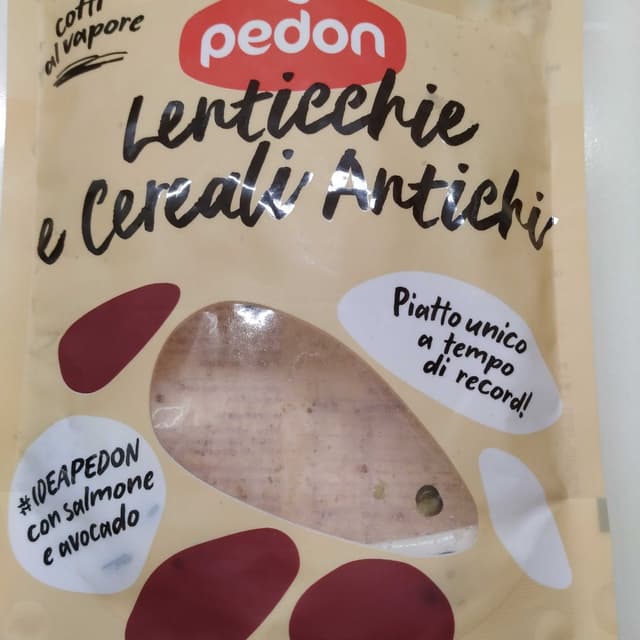 cotti
al vapore
pedon
Lenticchie
e Cereali Antichi
Piatto unico
a tempo
di record!
#IDEAPEDON
con salmone
e avocado